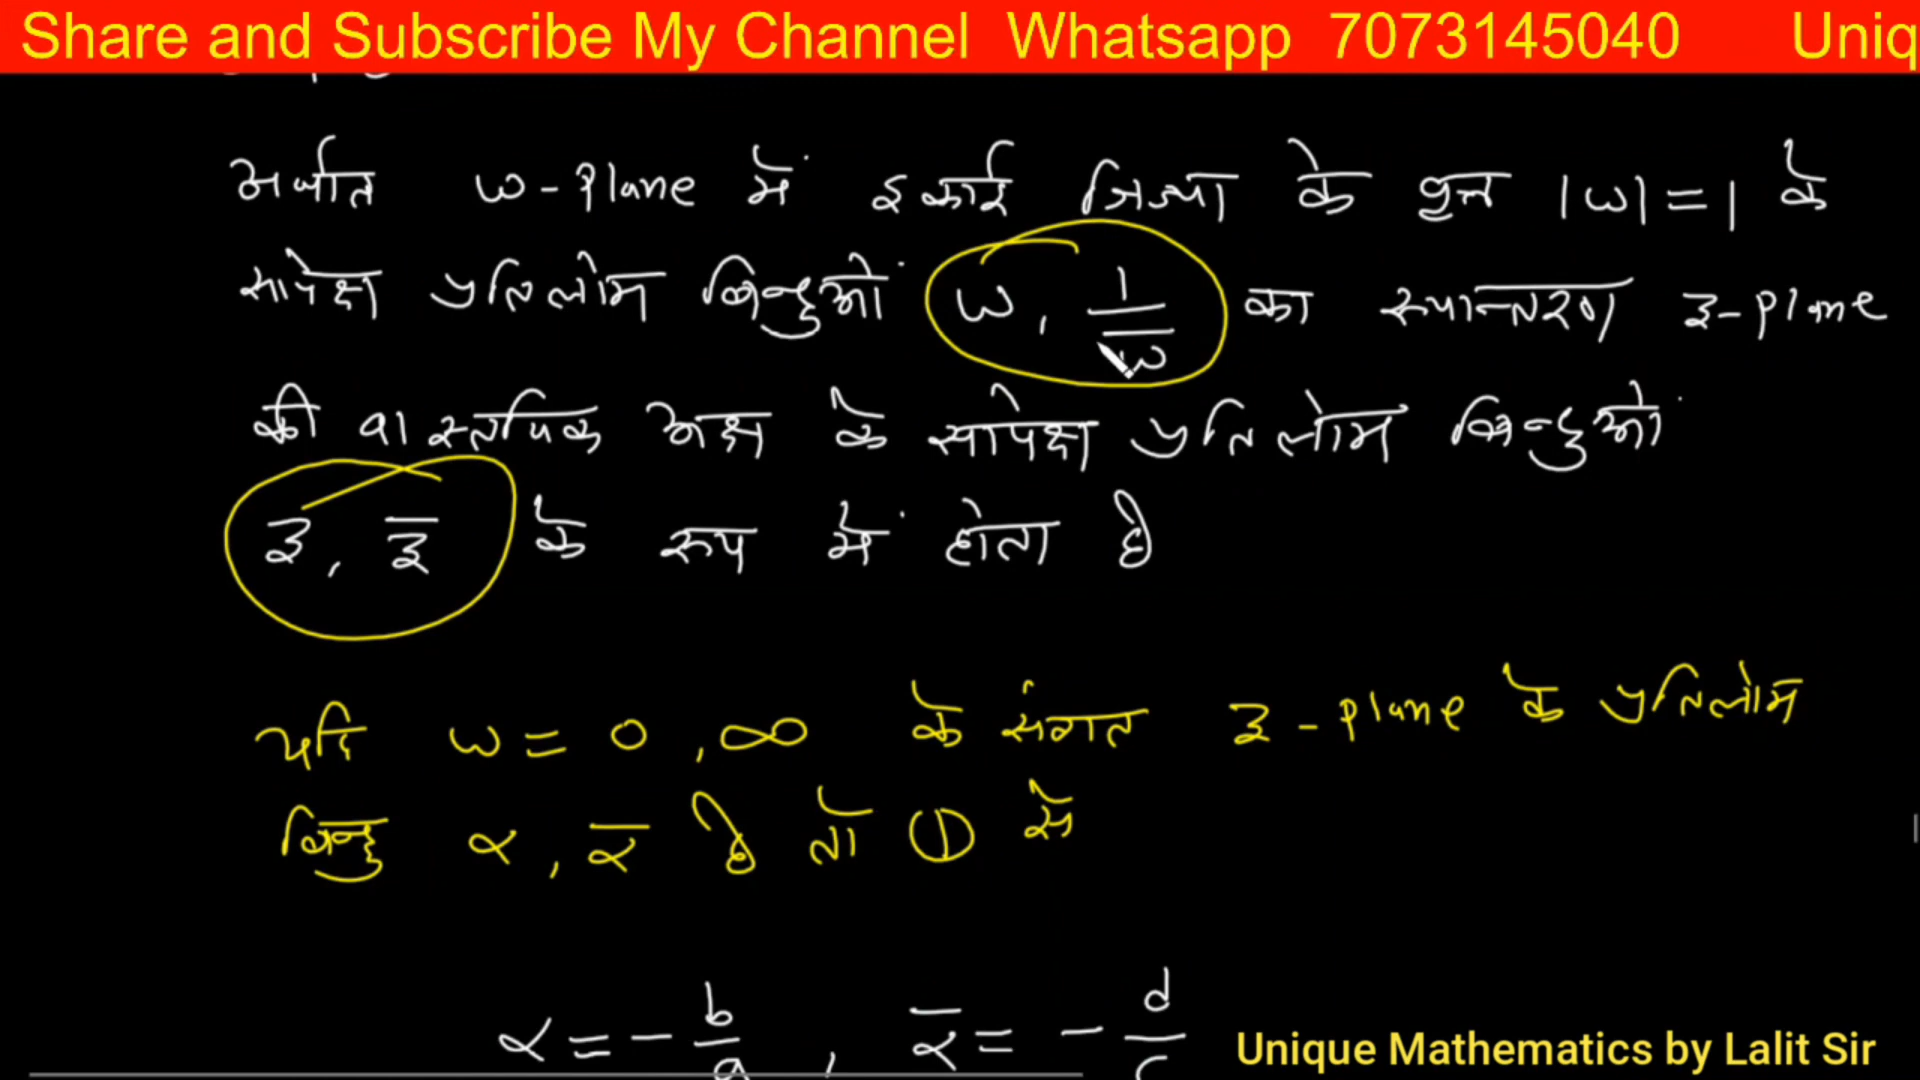 Share and Subscribe My Channel Whatsapp 7073145040 Uniq
अर्थात w-plane में इकाई त्रिज्या के वृत्त |w|=1 के
सापेक्ष प्रतिलोम बिन्दुओं w, 1/w̅ का रूपान्तरण z-plane
की वास्तविक अक्ष के सापेक्ष प्रतिलोम बिन्दुओं
z, z̅ के रूप में होता है
यदि w = 0, ∞ के संगत z-plane के प्रतिलोम
बिन्दु α, α̅ है तो ① से
α = - b/a, α̅ = - d/c
Unique Mathematics by Lalit Sir